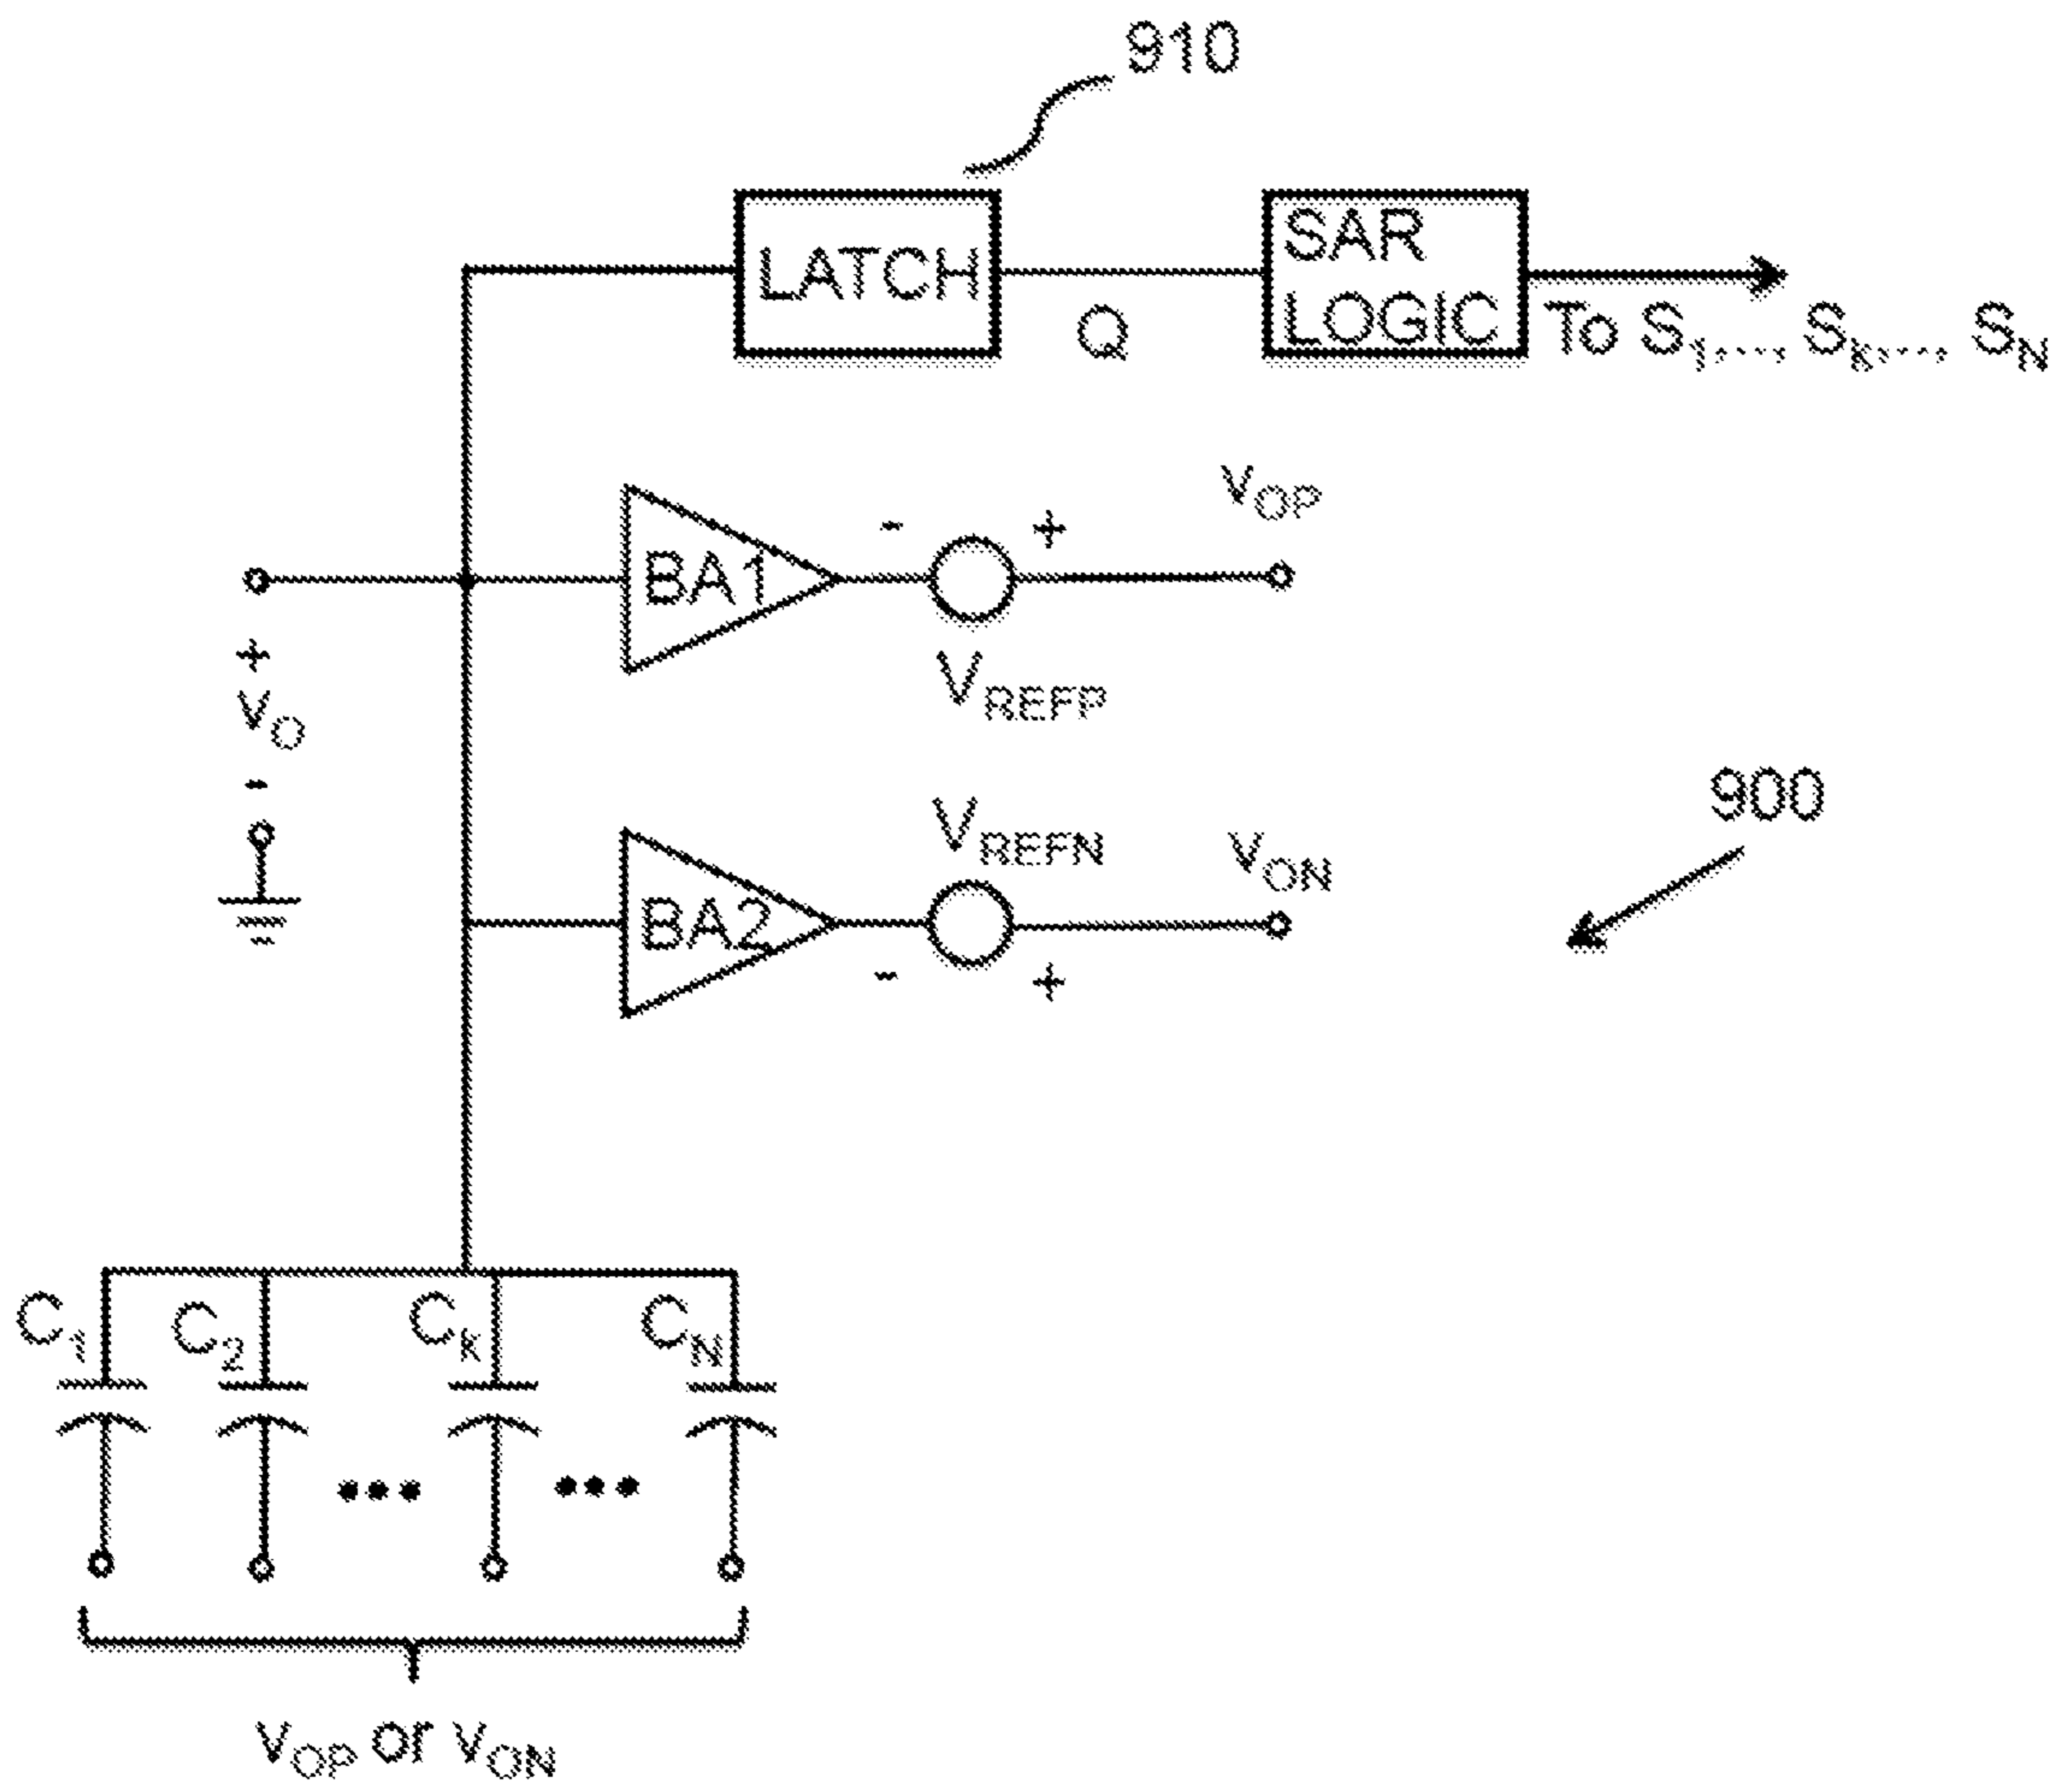 910
LATCH
SAR
LOGIC
Q
To S1,... Sk,... SN
VOP
BA1
- +
VREFP
+
VO
-
900
VREFN
VON
BA2
- +
C1 C2 Ck CN
VOP or VON